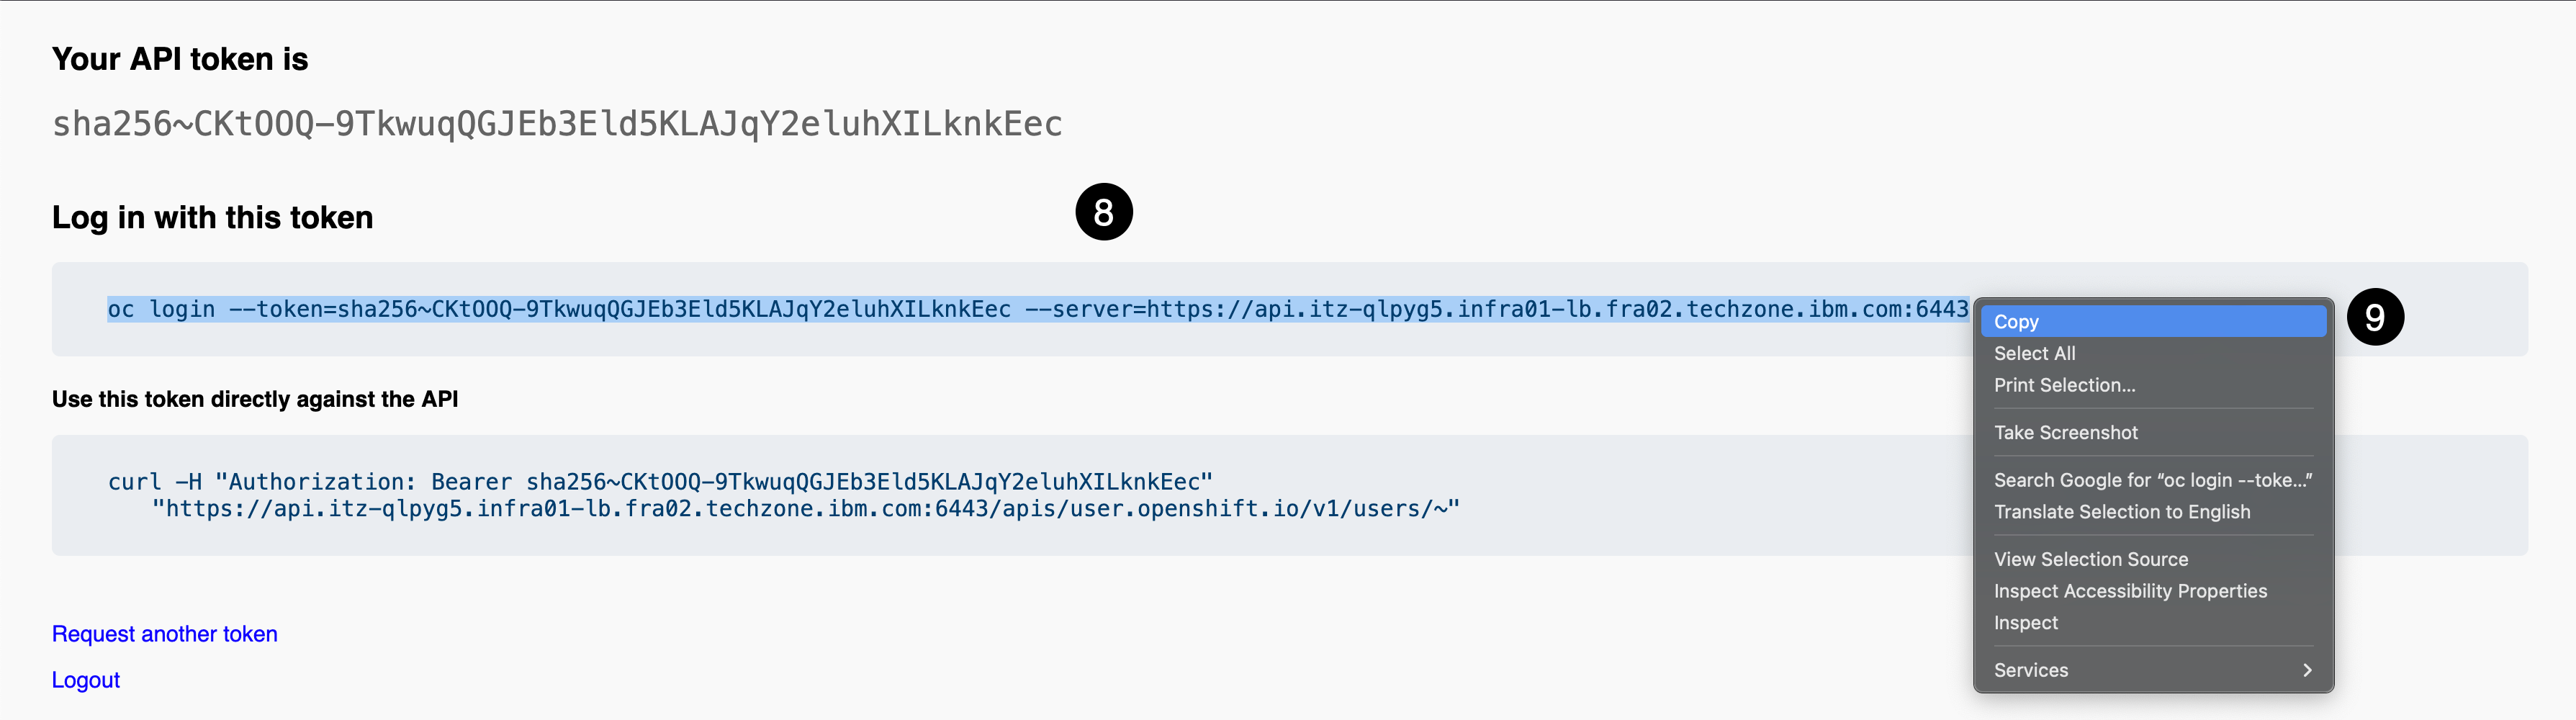 Your API token is
sha256~CKtOOQ-9TkwuqQGJEb3Eld5KLAJqY2eluhXILknkEec
Log in with this token
8
oc login --token=sha256~CKtOOQ-9TkwuqQGJEb3Eld5KLAJqY2eluhXILknkEec --server=https://api.itz-qlpyg5.infra01-lb.fra02.techzone.ibm.com:6443
9
Copy
Select All
Print Selection...
Take Screenshot
Search Google for “oc login --toke...”
Translate Selection to English
View Selection Source
Inspect Accessibility Properties
Inspect
Services
Use this token directly against the API
curl -H "Authorization: Bearer sha256~CKtOOQ-9TkwuqQGJEb3Eld5KLAJqY2eluhXILknkEec"
"https://api.itz-qlpyg5.infra01-lb.fra02.techzone.ibm.com:6443/apis/user.openshift.io/v1/users/~"
Request another token
Logout